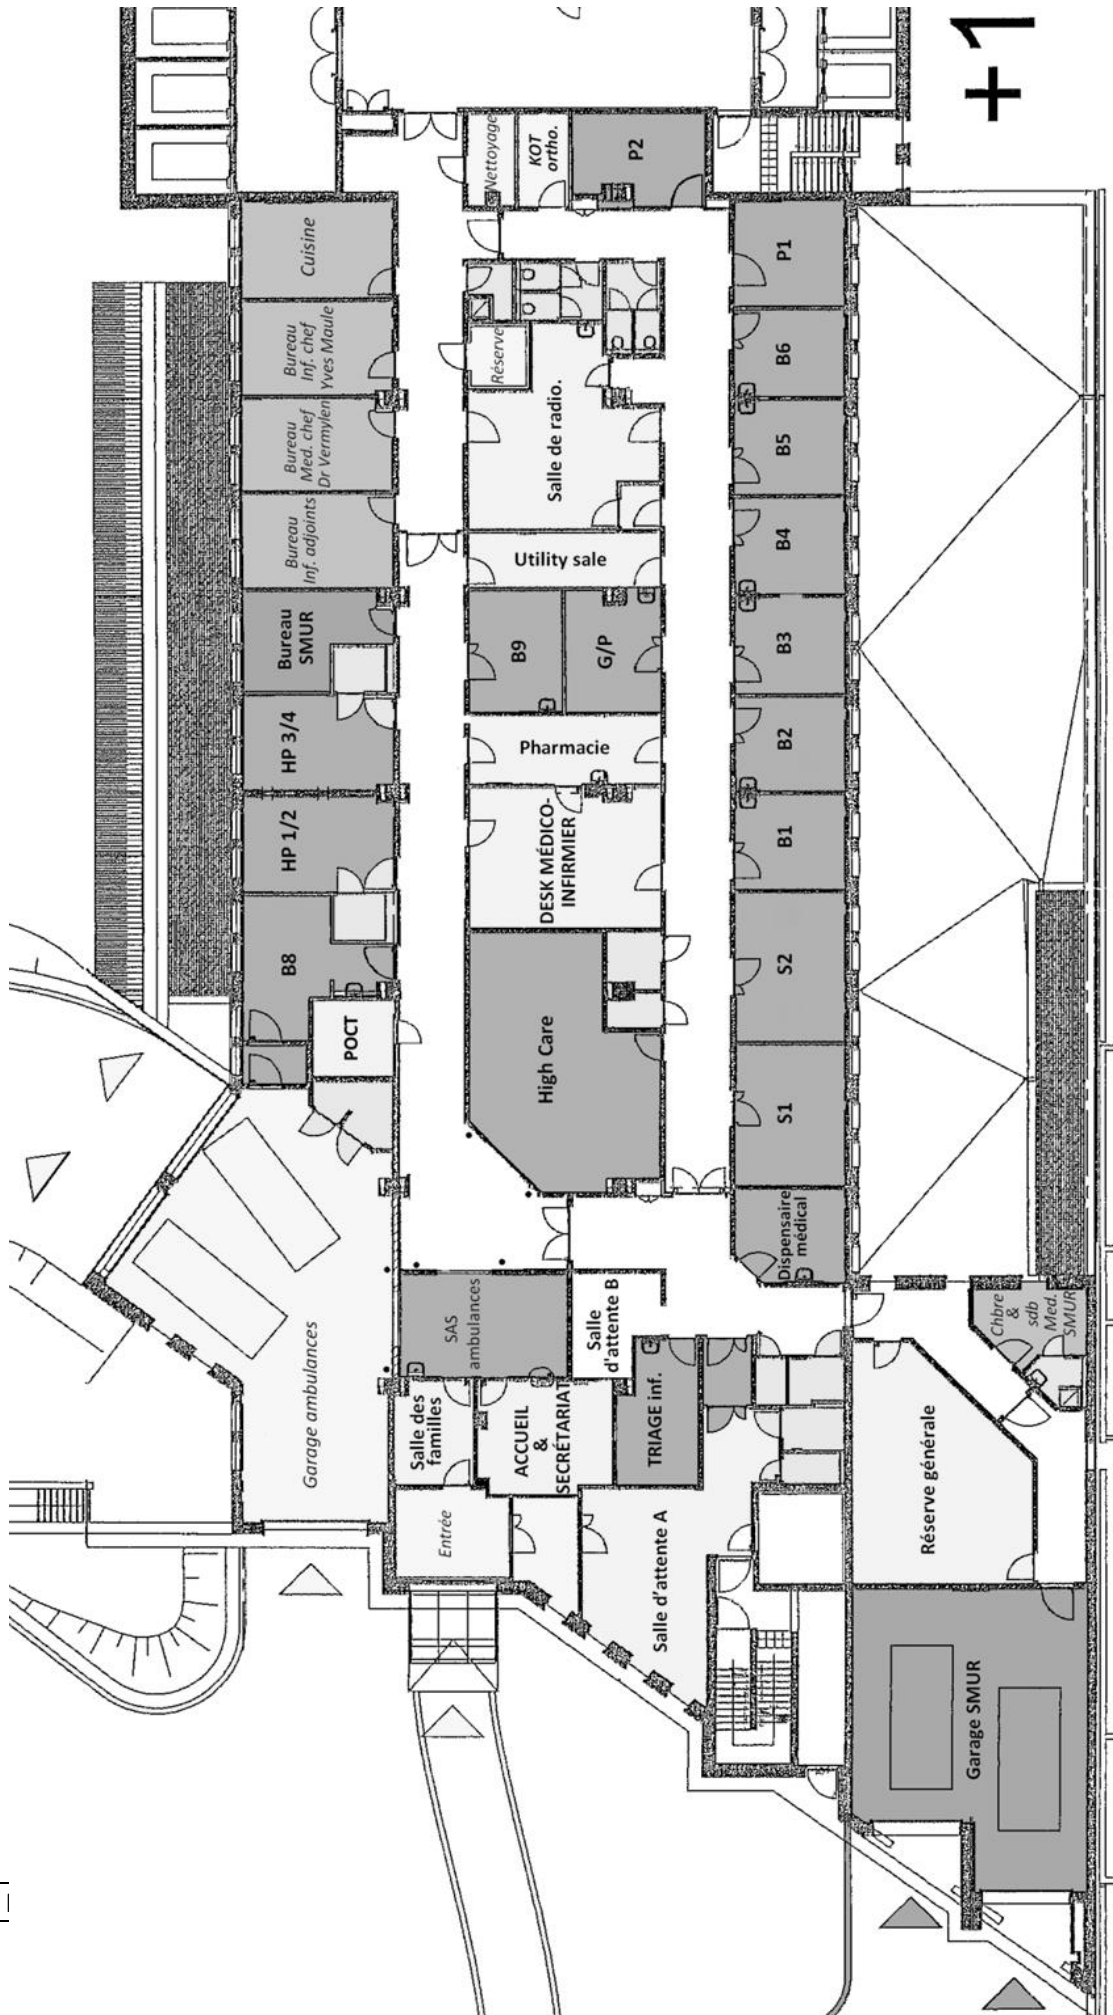 +1
Cuisine
Bureau
Inf. chef
Yves Maule
Bureau
Med. chef
Dr Vermylen
Bureau
Inf. adjoints
Bureau
SMUR
HP 3/4
HP 1/2
B8
POCT
Garage ambulances
Nettoyage
KOT
ortho.
P2
Réserve
Salle de radio.
Utility sale
B9
G/P
Pharmacie
DESK MÉDICO-
INFIRMIER
High Care
SAS
ambulances
Salle
d'attente B
Salle des
familles
ACCUEIL
&
SECRÉTARIAT
TRIAGE inf.
Entrée
Salle d'attente A
P1
B6
B5
B4
B3
B2
B1
S2
S1
Dispensaire
médical
Chbre
&
sdb
Med.
SMUR
Réserve générale
Garage SMUR